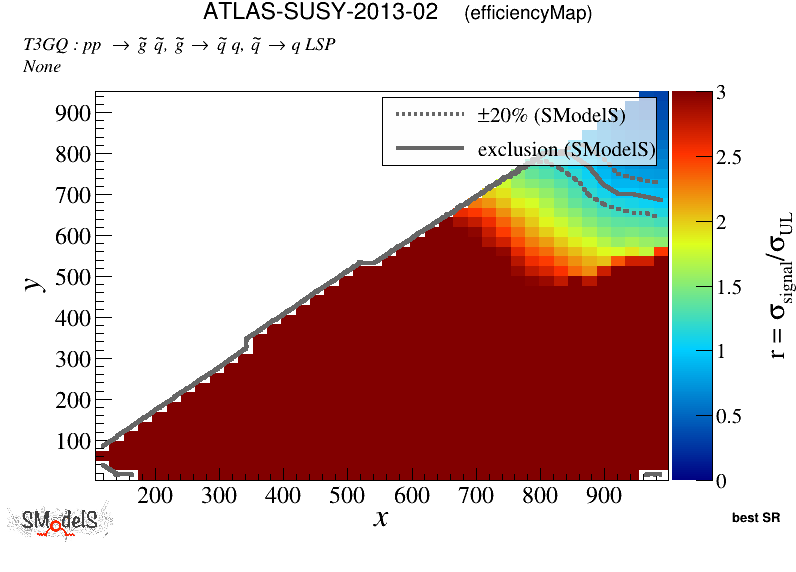 ATLAS-SUSY-2013-02 (efficiencyMap)
T3GQ : pp → g̃ q̃, g̃ → q̃ q, q̃ → q LSP
None
±20% (SModelS)
exclusion (SModelS)
900
800
700
600
500
400
300
200
100
y
200 300 400 500 600 700 800 900
x
3
2.5
2
1.5
1
0.5
0
r = σsignal/σUL
SModelS
best SR